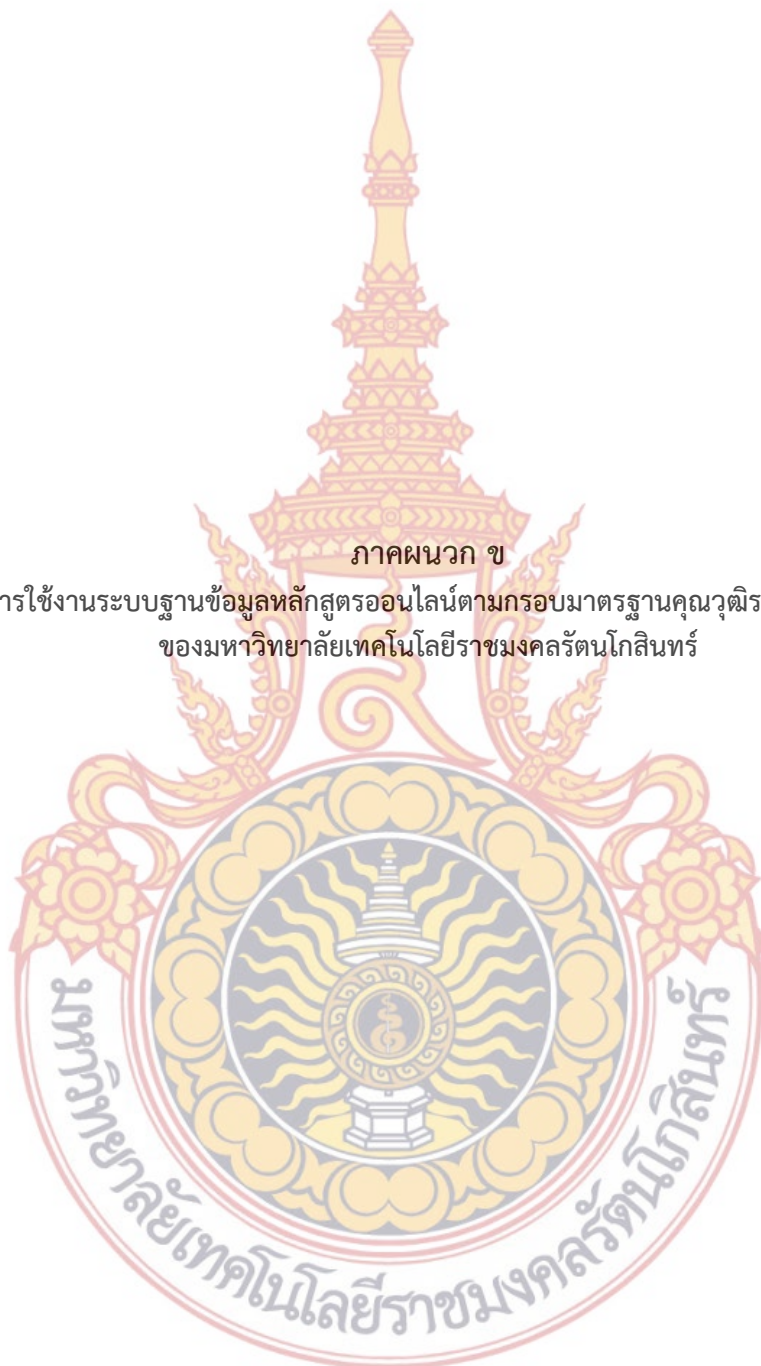 ภาคผนวก ข
การใช้งานระบบฐานข้อมูลหลักสูตรออนไลน์ตามกรอบมาตรฐานคุณวุฒิร
ของมหาวิทยาลัยเทคโนโลยีราชมงคลรัตนโกสินทร์
มหาวิทยาลัยเทคโนโลยีราชมงคลรัตนโกสินทร์